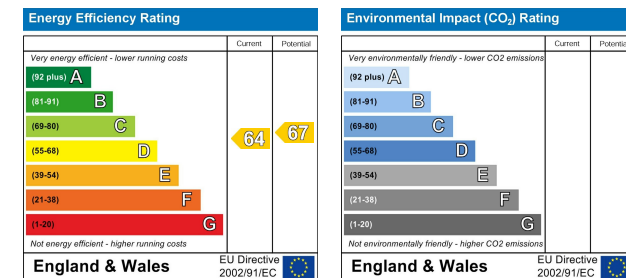 Energy Efficiency Rating
Current Potential
Very energy efficient - lower running costs
(92 plus) A
(81-91) B
(69-80) C
(55-68) D
(39-54) E
(21-38) F
(1-20) G
64
67
Not energy efficient - higher running costs
England & Wales
EU Directive
2002/91/EC
Environmental Impact (CO₂) Rating
Current Potential
Very environmentally friendly - lower CO2 emissions
(92 plus) A
(81-91) B
(69-80) C
(55-68) D
(39-54) E
(21-38) F
(1-20) G
Not environmentally friendly - higher CO2 emissions
England & Wales
EU Directive
2002/91/EC